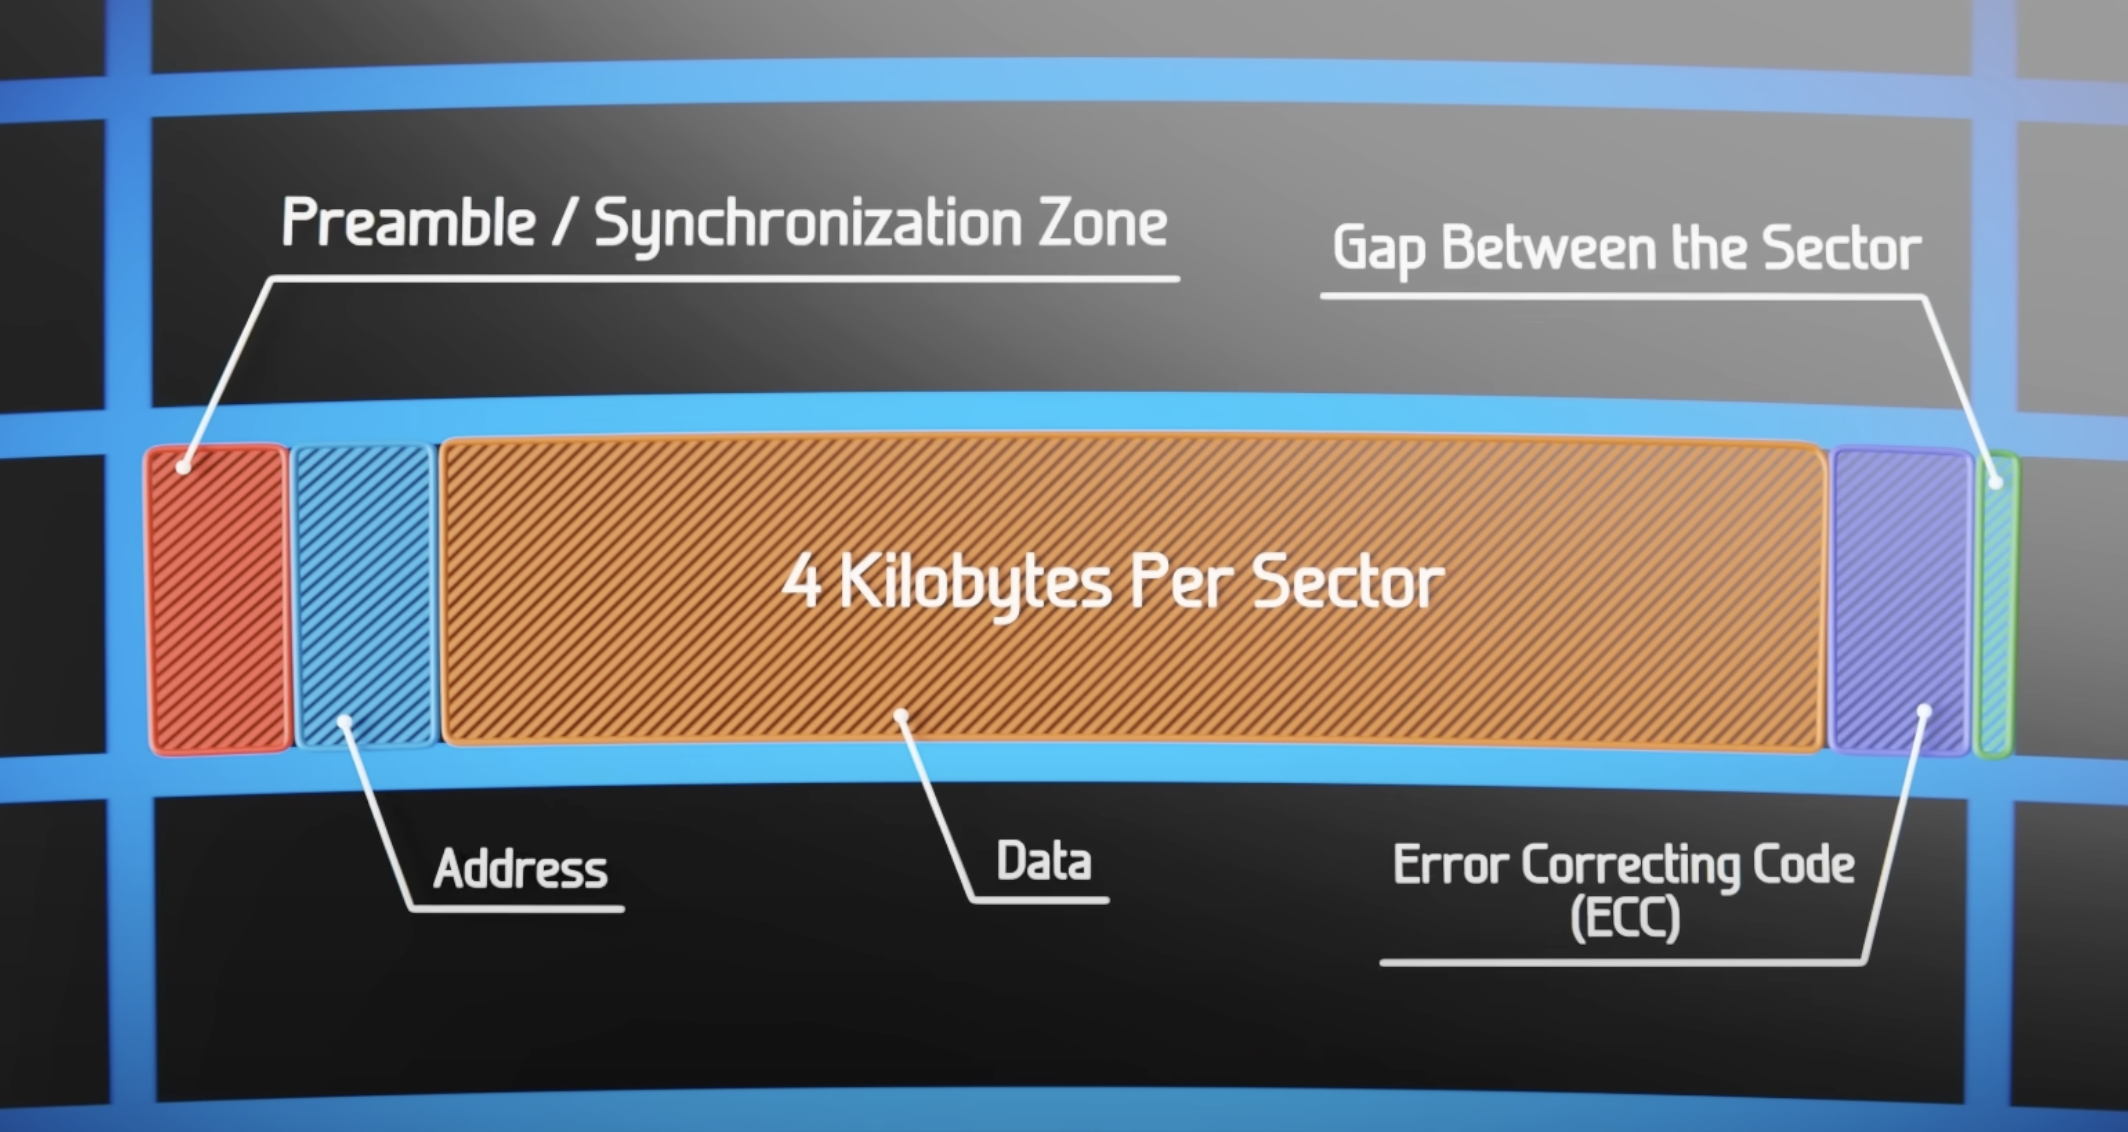 Preamble / Synchronization Zone
Gap Between the Sector
4 Kilobytes Per Sector
Address
Data
Error Correcting Code
(ECC)